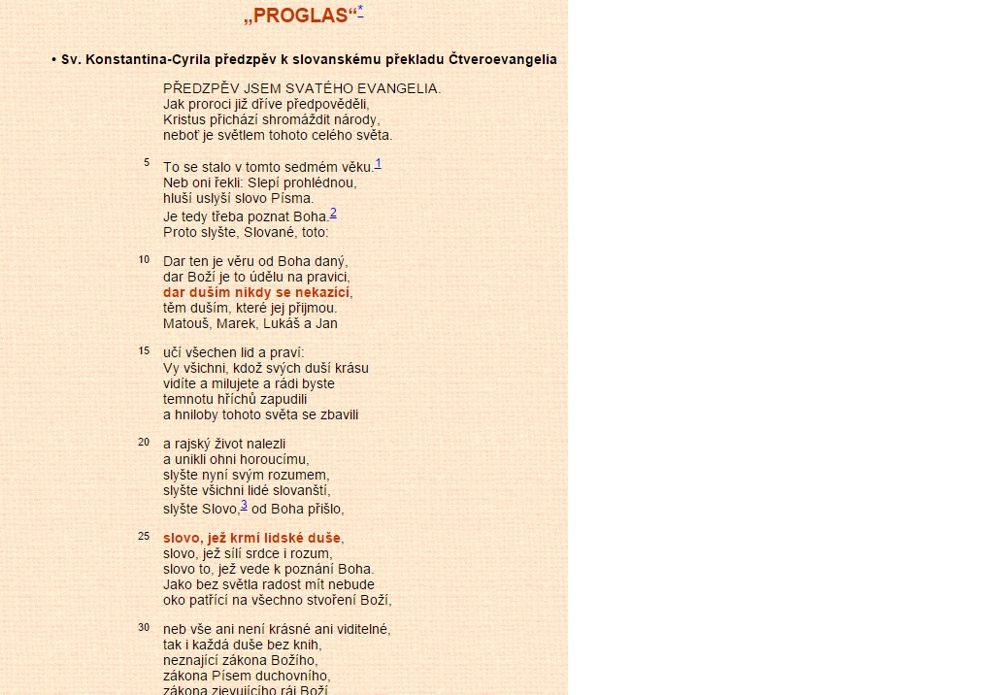 „PROGLAS“*
• Sv. Konstantina-Cyrila předzpěv k slovanskému překladu Čtveroevangelia
PŘEDZPĚV JSEM SVATÉHO EVANGELIA.
Jak proroci již dříve předpověděli,
Kristus přichází shromáždit národy,
neboť je světlem tohoto celého světa.
5 To se stalo v tomto sedmém věku.1
Neb oni řekli: Slepí prohlédnou,
hluší uslyší slovo Písma.
Je tedy třeba poznat Boha.2
Proto slyšte, Slované, toto:
10 Dar ten je věru od Boha daný,
dar Boží je to údělu na pravici,
dar duším nikdy se nekazící,
těm duším, které jej přijmou.
Matouš, Marek, Lukáš a Jan
15 učí všechen lid a praví:
Vy všichni, kdož svých duší krásu
vidíte a milujete a rádi byste
temnotu hříchů zapudili
a hniloby tohoto světa se zbavili
20 a rajský život nalezli
a unikli ohni horoucímu,
slyšte nyní svým rozumem,
slyšte všichni lidé slovanští,
slyšte Slovo,3 od Boha přišlo,
25 slovo, jež krmí lidské duše,
slovo, jež sílí srdce i rozum,
slovo to, jež vede k poznání Boha.
Jako bez světla radost mít nebude
oko patřící na všechno stvoření Boží,
30 neb vše ani není krásné ani viditelné,
tak i každá duše bez knih,
neznající zákona Božího,
zákona Písem duchovního,
zákona zjevujícího ráj Boží